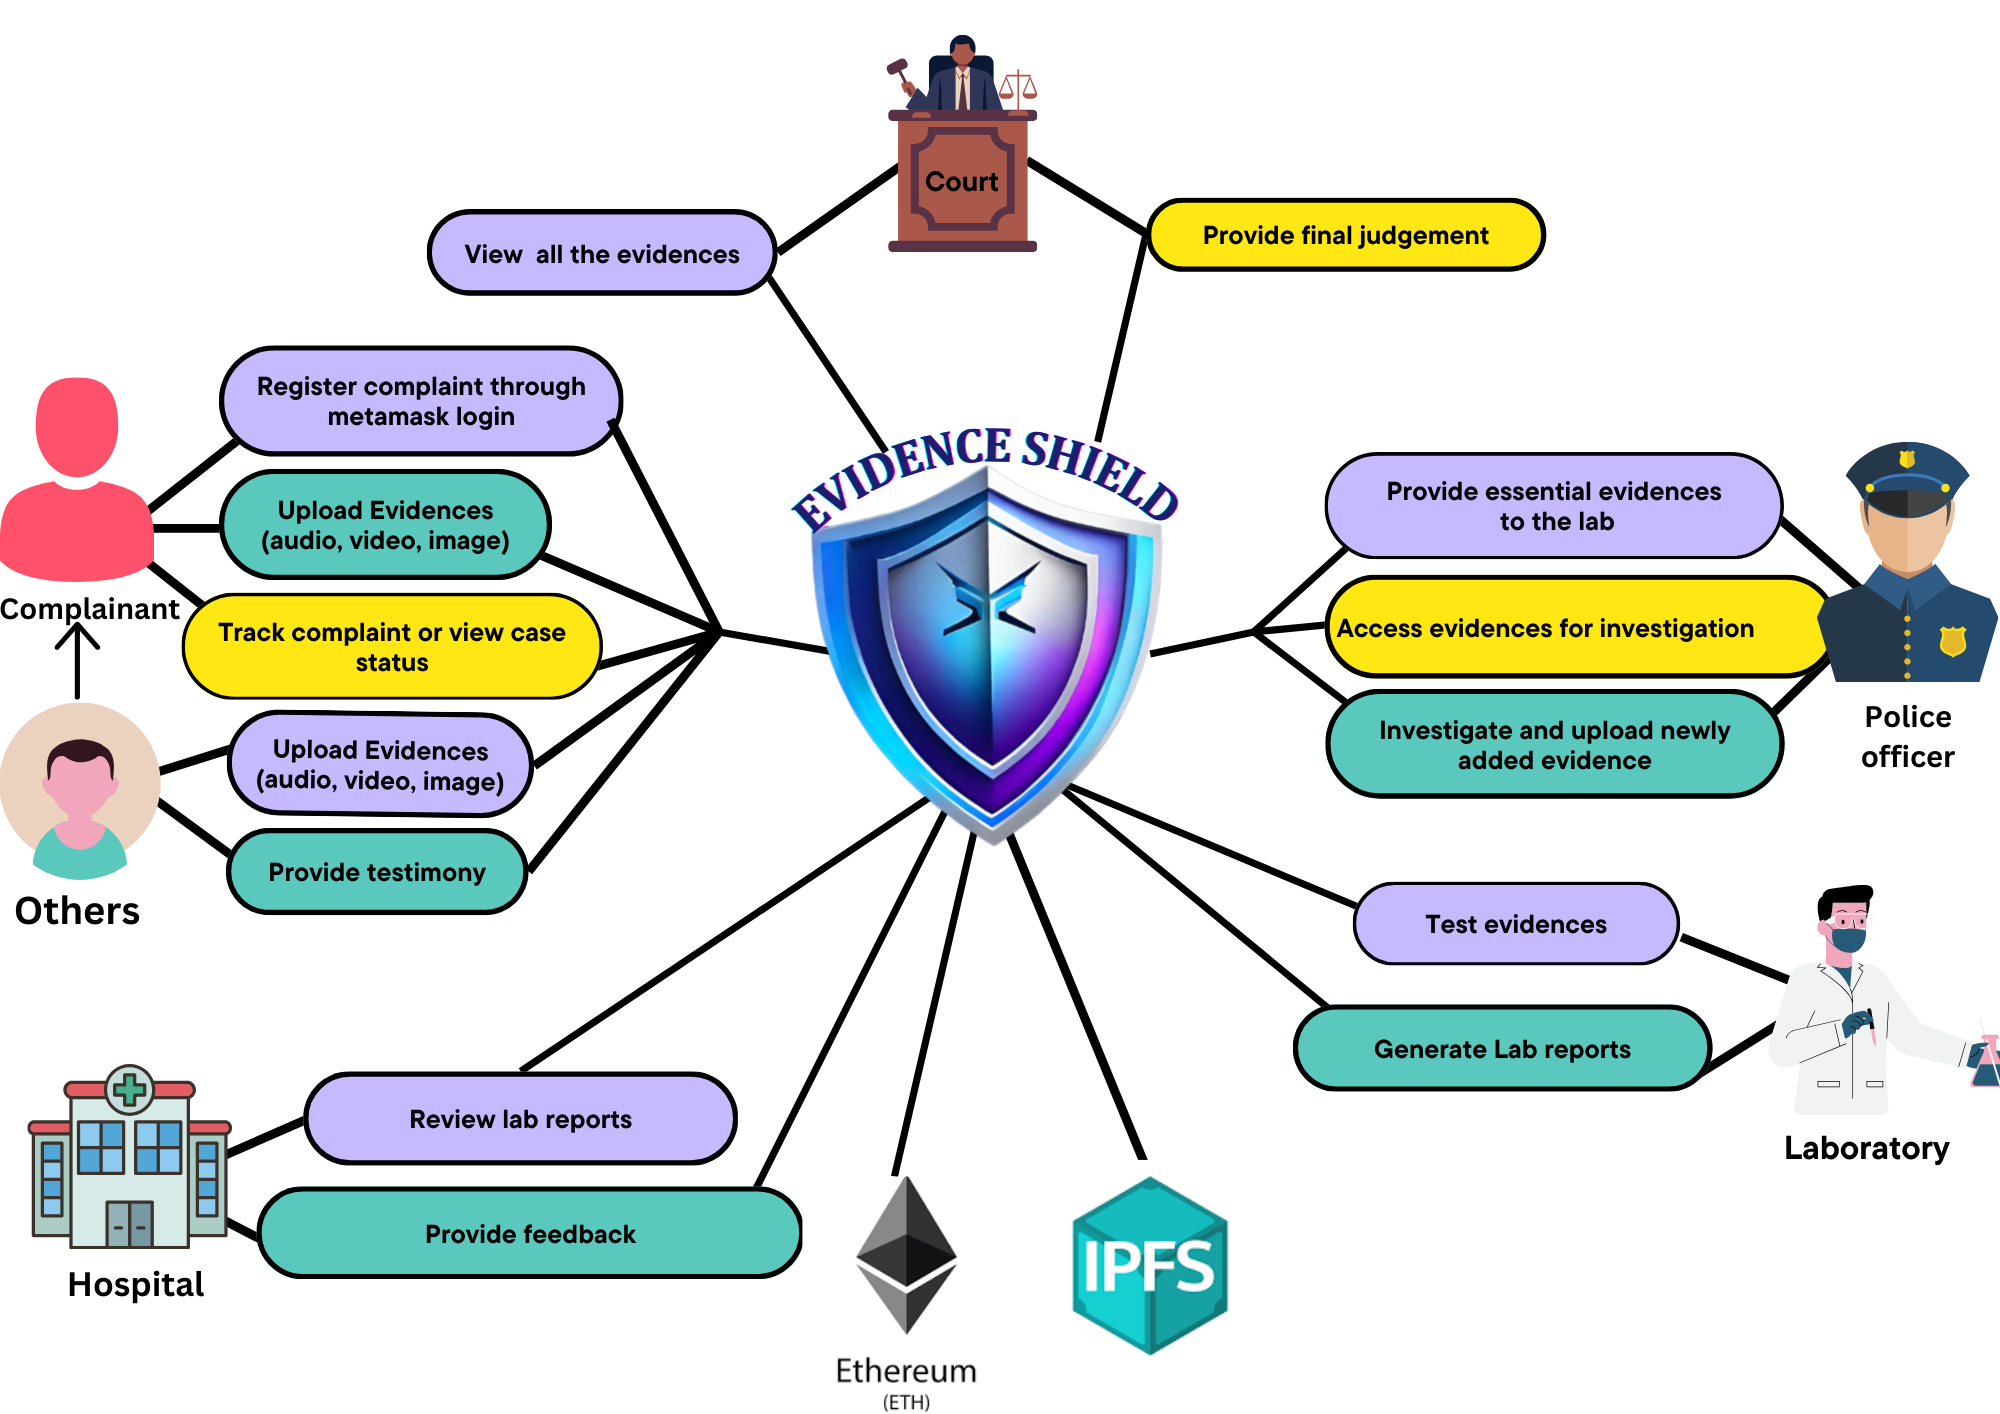 Court
View  all the evidences
Provide final judgement
EVIDENCE SHIELD
Register complaint through
metamask login
Upload Evidences
(audio, video, image)
Track complaint or view case
status
Complainant
Upload Evidences
(audio, video, image)
Provide testimony
Others
Provide essential evidences
to the lab
Access evidences for investigation
Investigate and upload newly
added evidence
Police
officer
Test evidences
Generate Lab reports
Laboratory
Review lab reports
Provide feedback
Hospital
Ethereum
(ETH)
IPFS